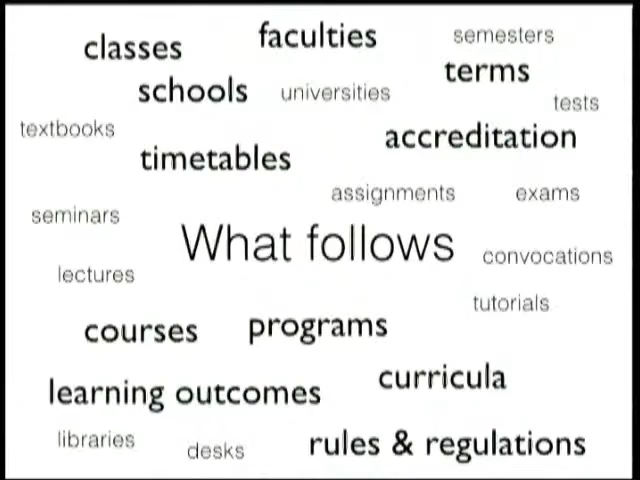 faculties
semesters
classes
terms
schools
universities
tests
textbooks
accreditation
timetables
assignments
exams
seminars
What follows
convocations
lectures
tutorials
courses
programs
learning outcomes
curricula
libraries
desks
rules & regulations